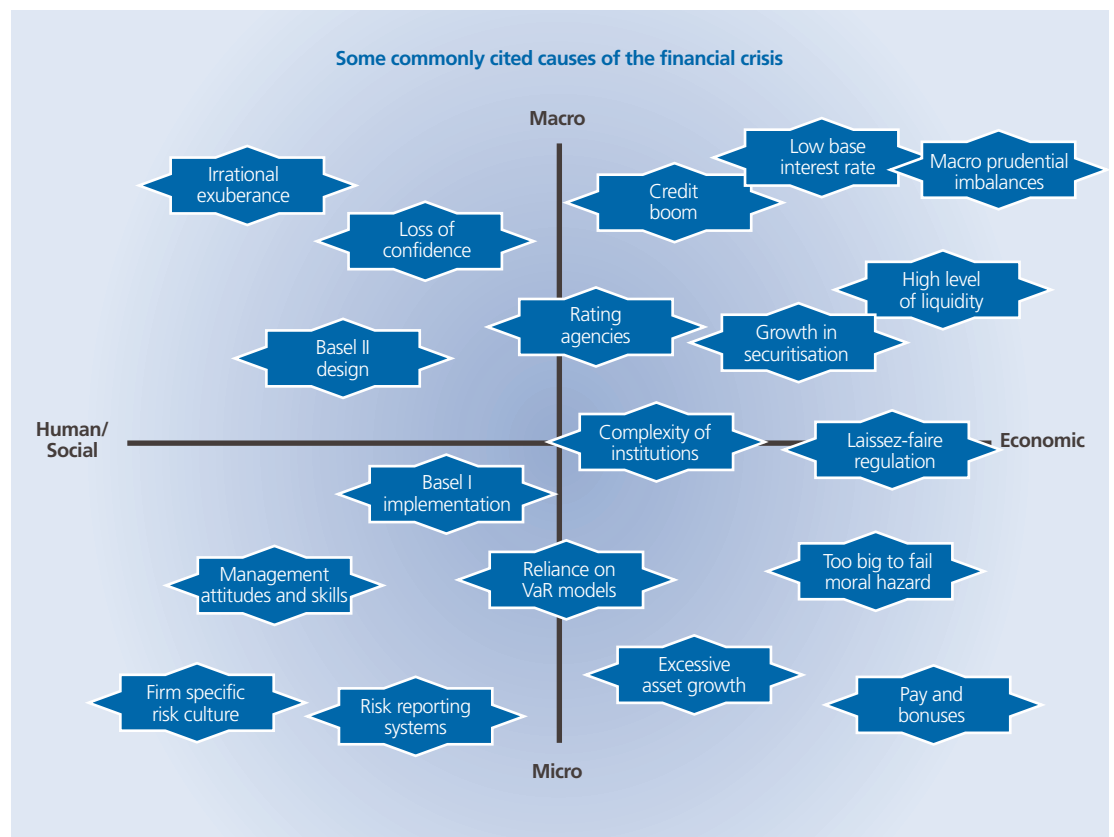 Some commonly cited causes of the financial crisis
Macro
Low base
interest rate
Macro prudential
imbalances
Irrational
exuberance
Credit
boom
Loss of
confidence
High level
of liquidity
Rating
agencies
Growth in
securitisation
Basel II
design
Human/
Social
Complexity of
institutions
Laissez-faire
regulation
Economic
Basel I
implementation
Management
attitudes and skills
Reliance on
VaR models
Too big to fail
moral hazard
Excessive
asset growth
Firm specific
risk culture
Risk reporting
systems
Pay and
bonuses
Micro